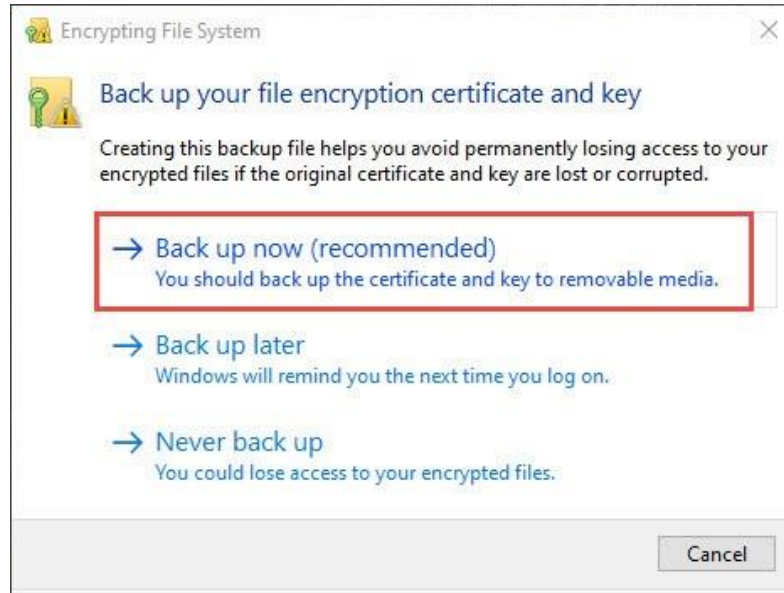 Encrypting File System
Back up your file encryption certificate and key
Creating this backup file helps you avoid permanently losing access to your
encrypted files if the original certificate and key are lost or corrupted.
→ Back up now (recommended)
You should back up the certificate and key to removable media.
→ Back up later
Windows will remind you the next time you log on.
→ Never back up
You could lose access to your encrypted files.
Cancel